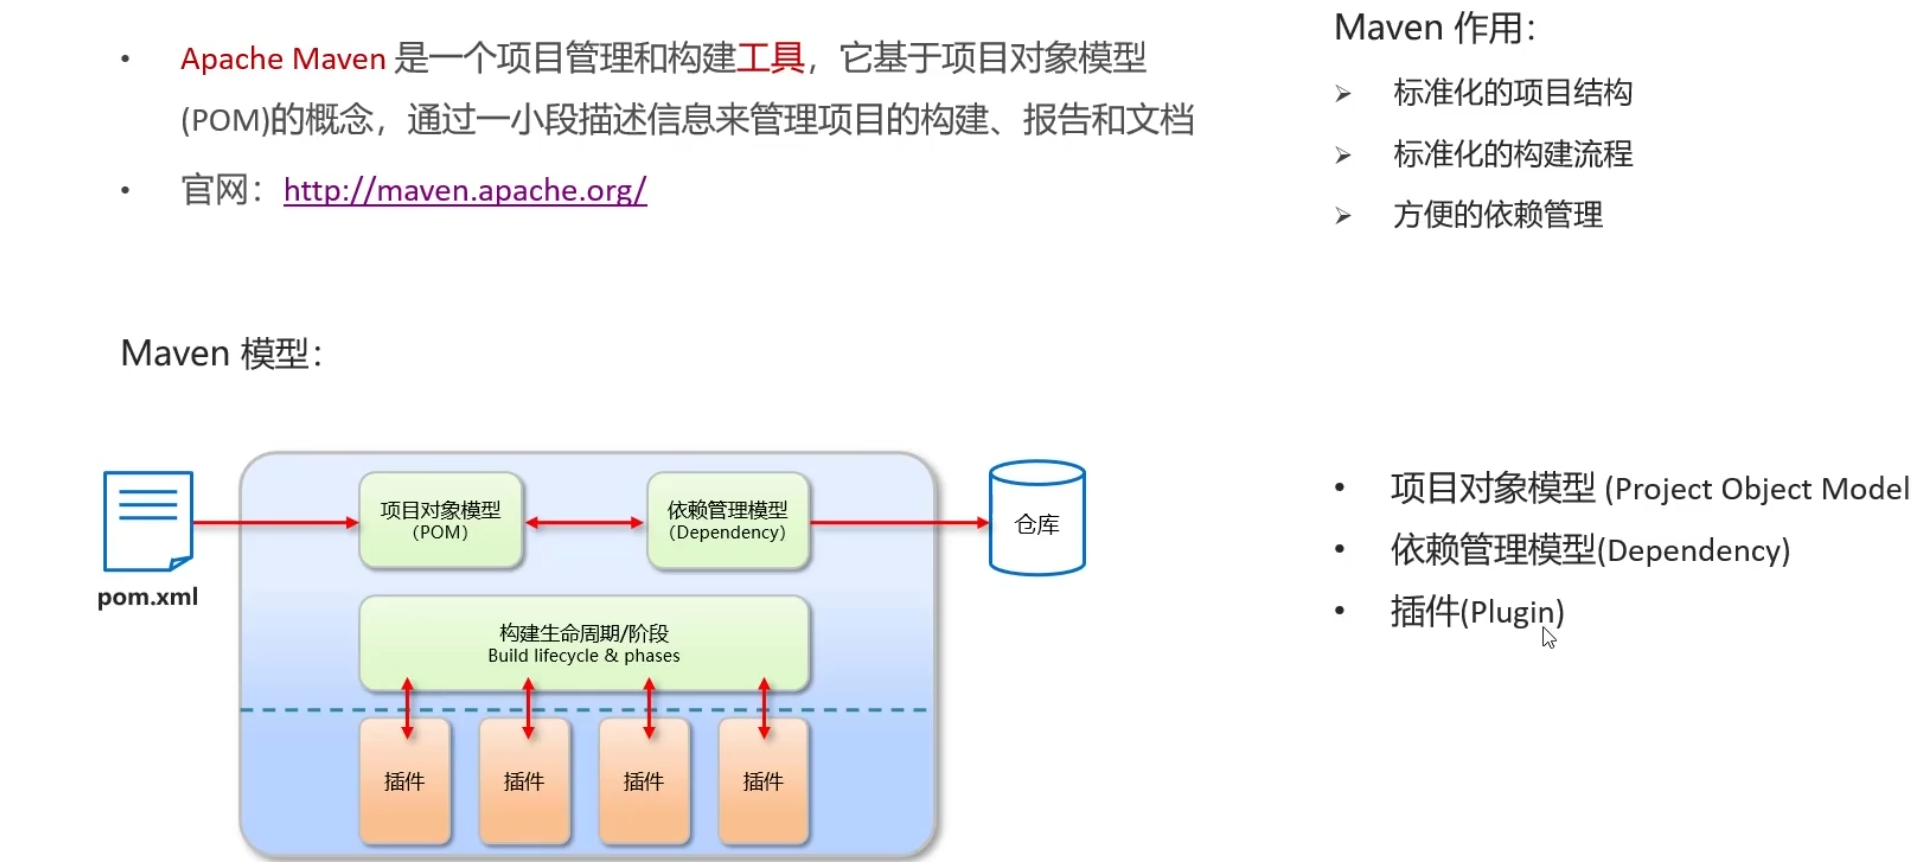 • Apache Maven 是一个项目管理和构建工具，它基于项目对象模型
(POM)的概念，通过一小段描述信息来管理项目的构建、报告和文档
• 官网：http://maven.apache.org/
Maven 作用：
➢ 标准化的项目结构
➢ 标准化的构建流程
➢ 方便的依赖管理
Maven 模型：
pom.xml
项目对象模型
（POM）
依赖管理模型
（Dependency）
仓库
构建生命周期/阶段
Build lifecycle & phases
插件
插件
插件
插件
• 项目对象模型 (Project Object Model
• 依赖管理模型(Dependency)
• 插件(Plugin)